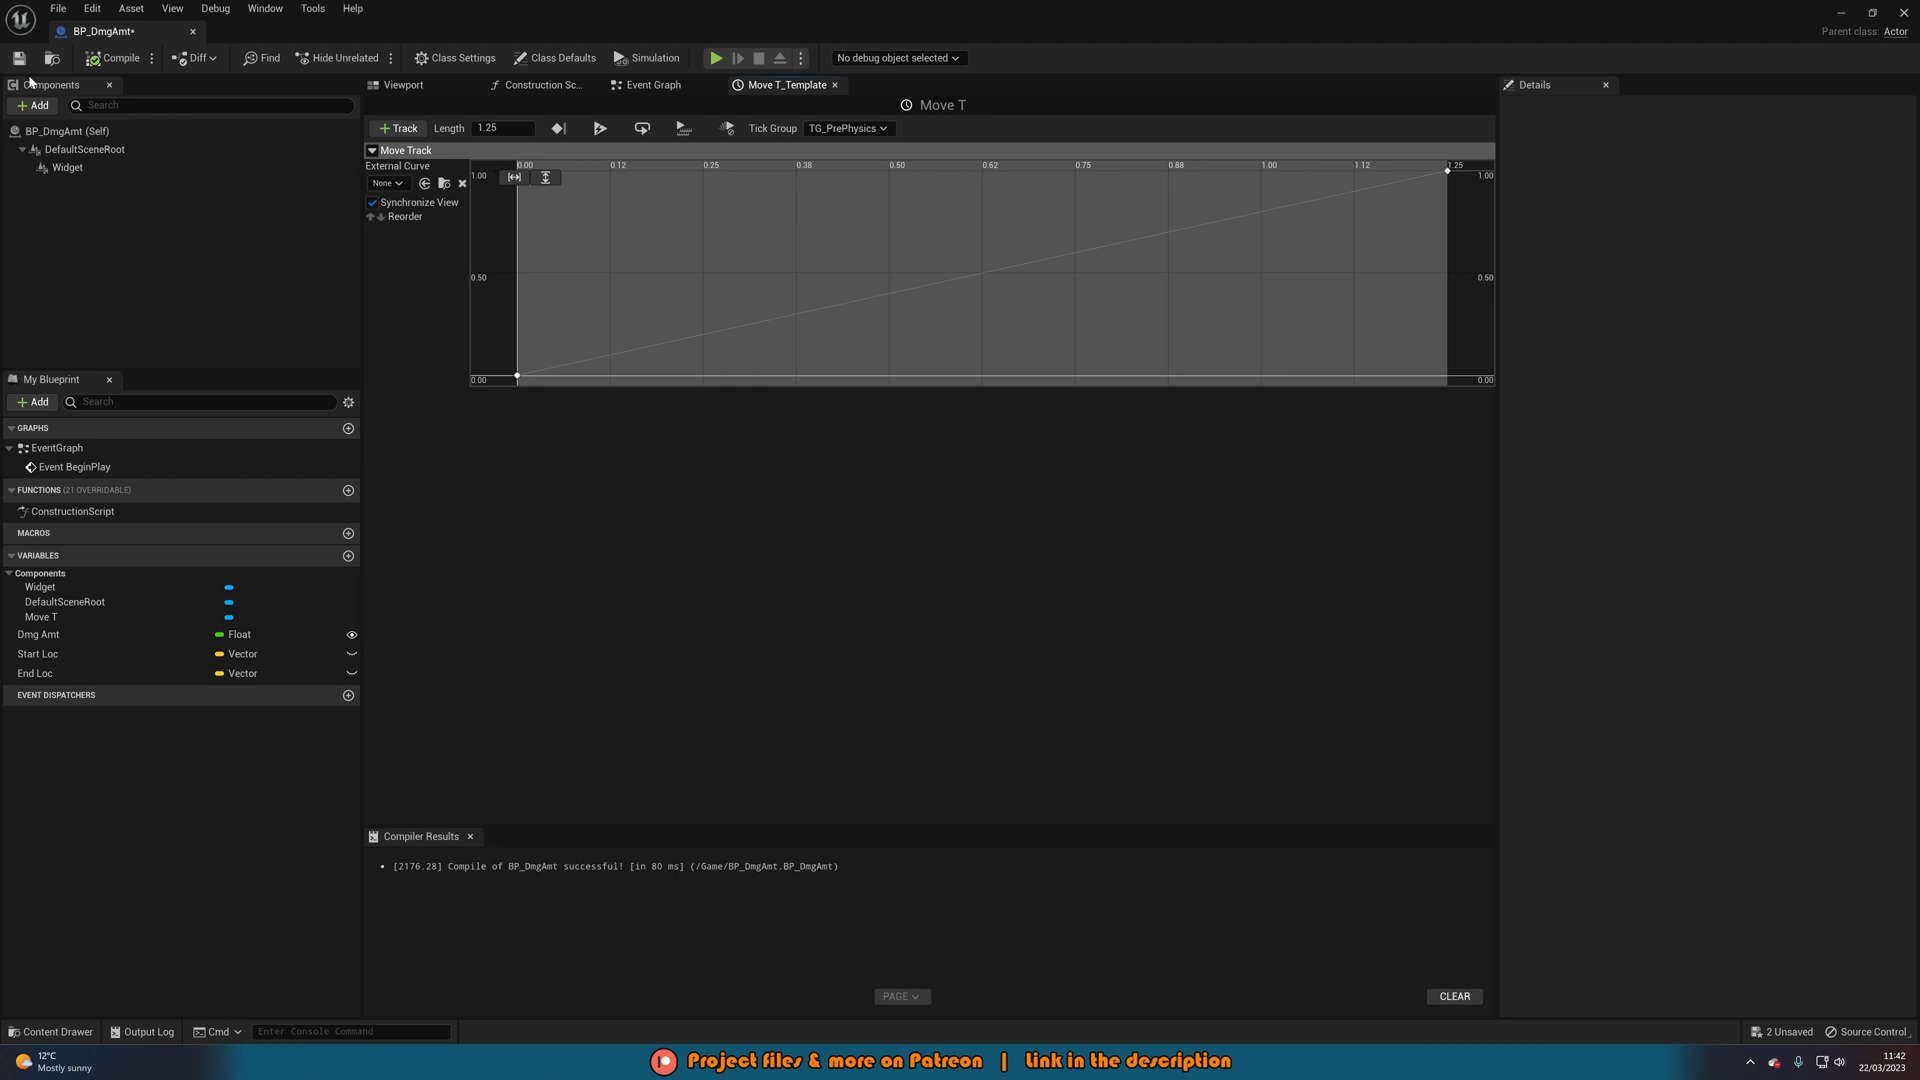 File Edit Asset View Debug Window Tools Help
BP_DmgAmt*
Parent class: Actor
Compile Diff Find Hide Unrelated Class Settings Class Defaults Simulation No debug object selected
Components
Viewport Construction Sc... Event Graph Move T_Template Details
Add Search
Move T
Track Length 1.25 Tick Group TG_PrePhysics
BP_DmgAmt (Self)
DefaultSceneRoot
Widget
Move Track
External Curve
None
Synchronize View
Reorder
0.00 0.12 0.25 0.38 0.50 0.62 0.75 0.88 1.00 1.12 1.25
1.00 1.00
0.50 0.50
0.00 0.00
My Blueprint
Add Search
GRAPHS
EventGraph
Event BeginPlay
FUNCTIONS (21 OVERRIDABLE)
ConstructionScript
MACROS
VARIABLES
Components
Widget
DefaultSceneRoot
Move T
Dmg Amt Float
Start Loc Vector
End Loc Vector
EVENT DISPATCHERS
Compiler Results
[2176.28] Compile of BP_DmgAmt successful! [in 80 ms] (/Game/BP_DmgAmt.BP_DmgAmt)
PAGE CLEAR
Content Drawer Output Log Cmd Enter Console Command 2 Unsaved Source Control
12°C
Mostly sunny
Project files & more on Patreon | Link in the description
11:42
22/03/2023